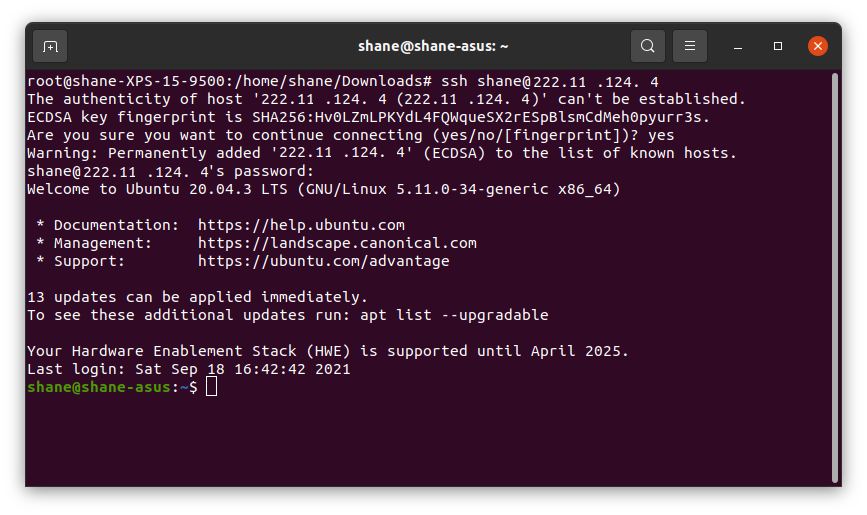 shane@shane-asus: ~
root@shane-XPS-15-9500:/home/shane/Downloads# ssh shane@222.11 .124. 4
The authenticity of host '222.11 .124. 4 (222.11 .124. 4)' can't be established.
ECDSA key fingerprint is SHA256:Hv0LZmLPKYdL4FQWqueSX2rESpBlsmCdMeh0pyurr3s.
Are you sure you want to continue connecting (yes/no/[fingerprint])? yes
Warning: Permanently added '222.11 .124. 4' (ECDSA) to the list of known hosts.
shane@222.11 .124. 4's password:
Welcome to Ubuntu 20.04.3 LTS (GNU/Linux 5.11.0-34-generic x86_64)
* Documentation:  https://help.ubuntu.com
* Management:     https://landscape.canonical.com
* Support:        https://ubuntu.com/advantage
13 updates can be applied immediately.
To see these additional updates run: apt list --upgradable
Your Hardware Enablement Stack (HWE) is supported until April 2025.
Last login: Sat Sep 18 16:42:42 2021
shane@shane-asus:~$